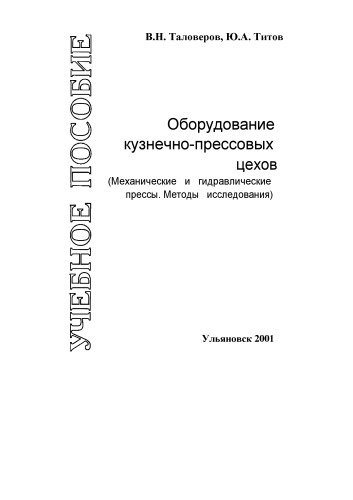 В.Н. Таловеров, Ю.А. Титов
УЧЕБНОЕ ПОСОБИЕ
Оборудование
кузнечно-прессовых
цехов
(Механические и гидравлические
прессы. Методы исследования)
Ульяновск 2001